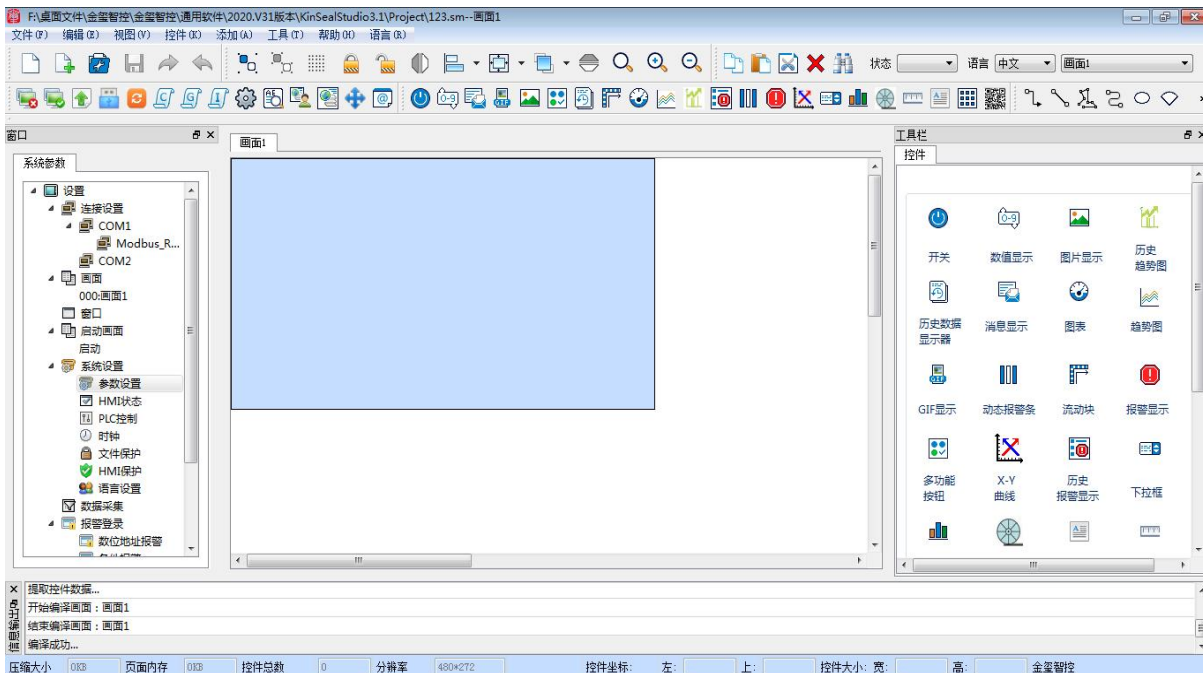 F:\桌面文件\金玺智控\金玺智控\通用软件\2020.V31版本\KinSealStudio3.1\Project\123.sm--画面1
文件(F) 编辑(E) 视图(V) 控件(K) 添加(A) 工具(T) 帮助(H) 语言(R)
状态 语言 中文 画面1
窗口
系统参数
设置
连接设置
COM1
Modbus_R...
COM2
画面
000:画面1
窗口
启动画面
启动
系统设置
参数设置
HMI状态
PLC控制
时钟
文件保护
HMI保护
语言设置
数据采集
报警登录
数位地址报警
画面1
工具栏
控件
开关 数值显示 图片显示 历史趋势图
历史数据显示器 消息显示 图表 趋势图
GIF显示 动态报警条 流动块 报警显示
多功能按钮 X-Y曲线 历史报警显示 下拉框
提取控件数据...
开始编译画面：画面1
结束编译画面：画面1
编译成功...
压缩大小 0KB 页面内存 0KB 控件总数 0 分辨率 480*272 控件坐标: 左: 上: 控件大小: 宽: 高: 金玺智控